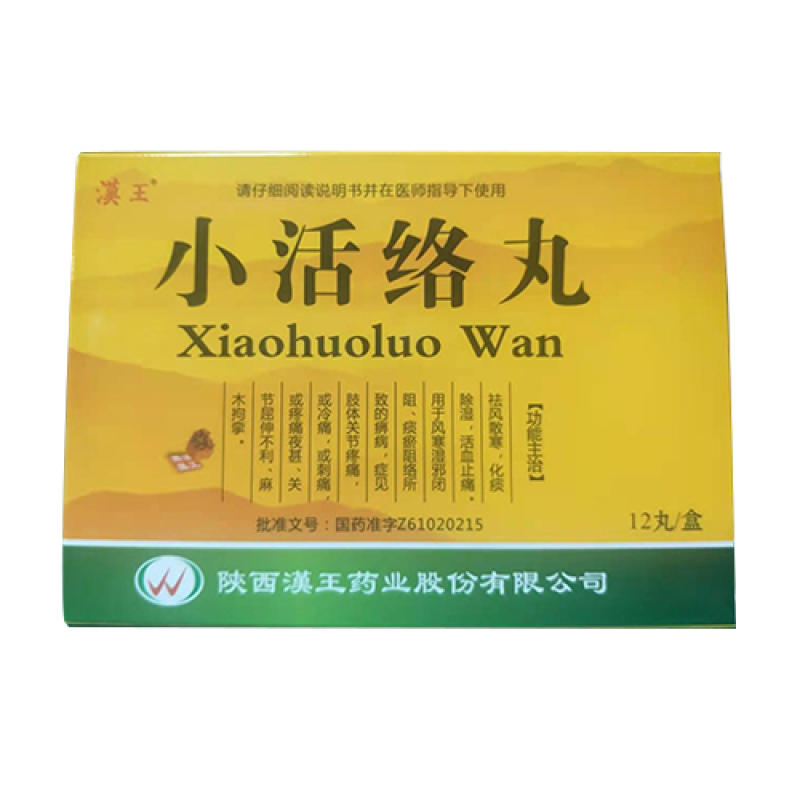 漢王®
请仔细阅读说明书并在医师指导下使用
小活络丸
Xiaohuoluo Wan
【功能主治】
祛风散寒，化痰
除湿，活血止痛。
用于风寒湿邪闭
阻、痰瘀阻络所
致的痹病，症见
肢体关节疼痛，
或冷痛，或刺痛，
或疼痛夜甚、关
节屈伸不利、麻
木拘挛。
批准文号：国药准字Z61020215
12丸/盒
陕西漢王药业股份有限公司